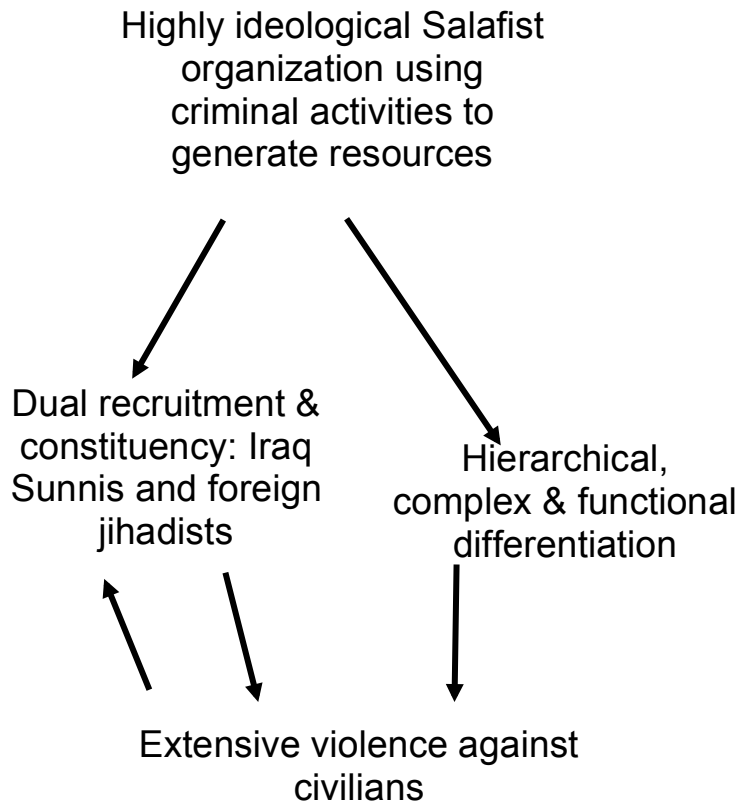 Highly ideological Salafist
organization using
criminal activities to
generate resources
Dual recruitment &
constituency: Iraq
Sunnis and foreign
jihadists
Hierarchical,
complex & functional
differentiation
Extensive violence against
civilians